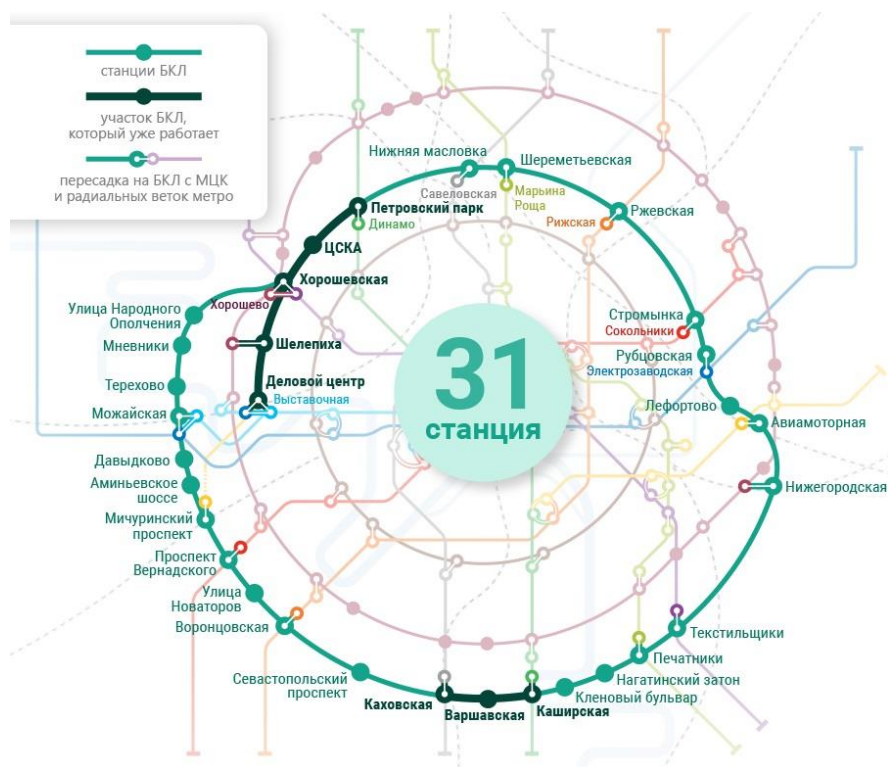 станции БКЛ
участок БКЛ,
который уже работает
пересадка на БКЛ с МЦК
и радиальных веток метро
Нижняя масловка
Шереметьевская
Савеловская
Марьина
Роща
Петровский парк
Динамо
Рижская
Ржевская
ЦСКА
Хорошевская
Хорошево
Улица Народного
Ополчения
Стромынка
Сокольники
Мневники
Шелепиха
31
станция
Рубцовская
Электрозаводская
Терехово
Деловой центр
Выставочная
Лефортово
Можайская
Авиамоторная
Давыдково
Аминьевское
шоссе
Нижегородская
Мичуринский
проспект
Проспект
Вернадского
Улица
Новаторов
Воронцовская
Текстильщики
Печатники
Севастопольский
проспект
Нагатинский затон
Кленовый бульвар
Каховская
Варшавская
Каширская